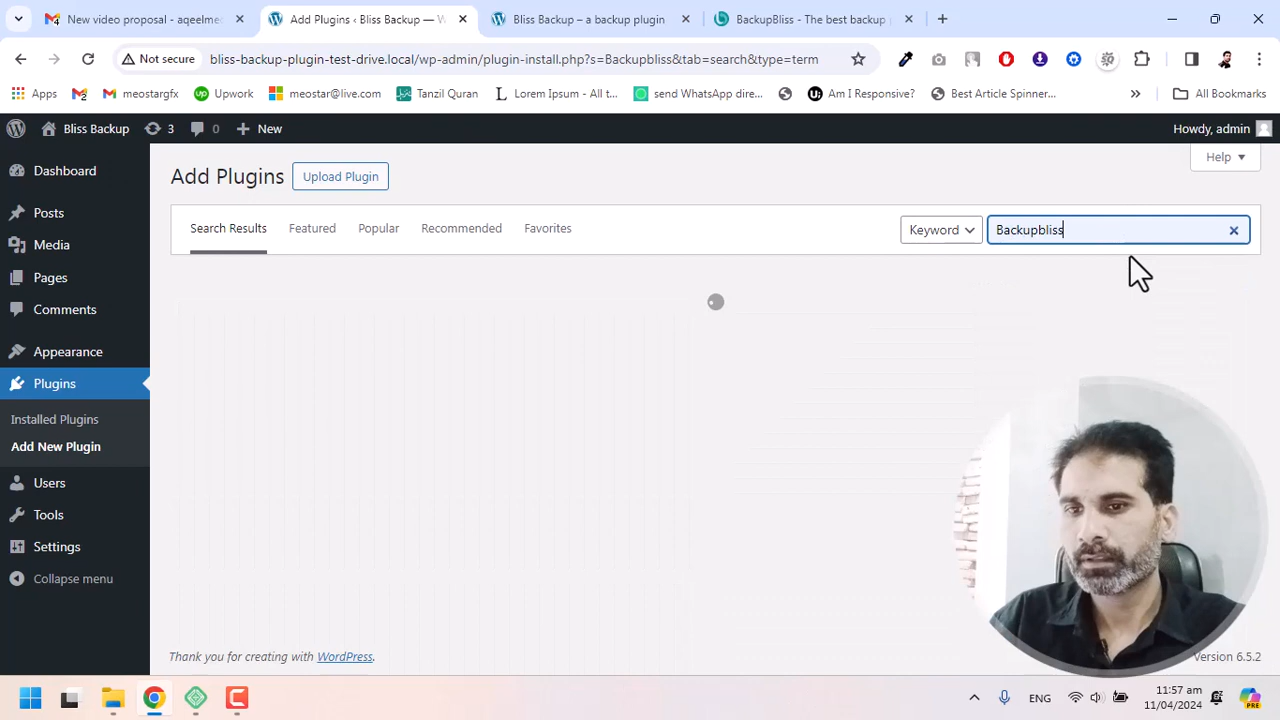 New video proposal - aqeelme
Add Plugins ‹ Bliss Backup — W
Bliss Backup – a backup plugin
BackupBliss - The best backup
Not secure
bliss-backup-plugin-test-drive.local/wp-admin/plugin-install.php?s=Backupbliss&tab=search&type=term
Apps
meostargfx
Upwork
meostar@live.com
Tanzil Quran
Lorem Ipsum - All t...
send WhatsApp dire...
Am I Responsive?
Best Article Spinner...
All Bookmarks
Bliss Backup
3
0
New
Howdy, admin
Dashboard
Posts
Media
Pages
Comments
Appearance
Plugins
Installed Plugins
Add New Plugin
Users
Tools
Settings
Collapse menu
Help
Add Plugins
Upload Plugin
Search Results
Featured
Popular
Recommended
Favorites
Keyword
Backupbliss
Thank you for creating with WordPress.
Version 6.5.2
ENG
11:57 am
11/04/2024
PRE